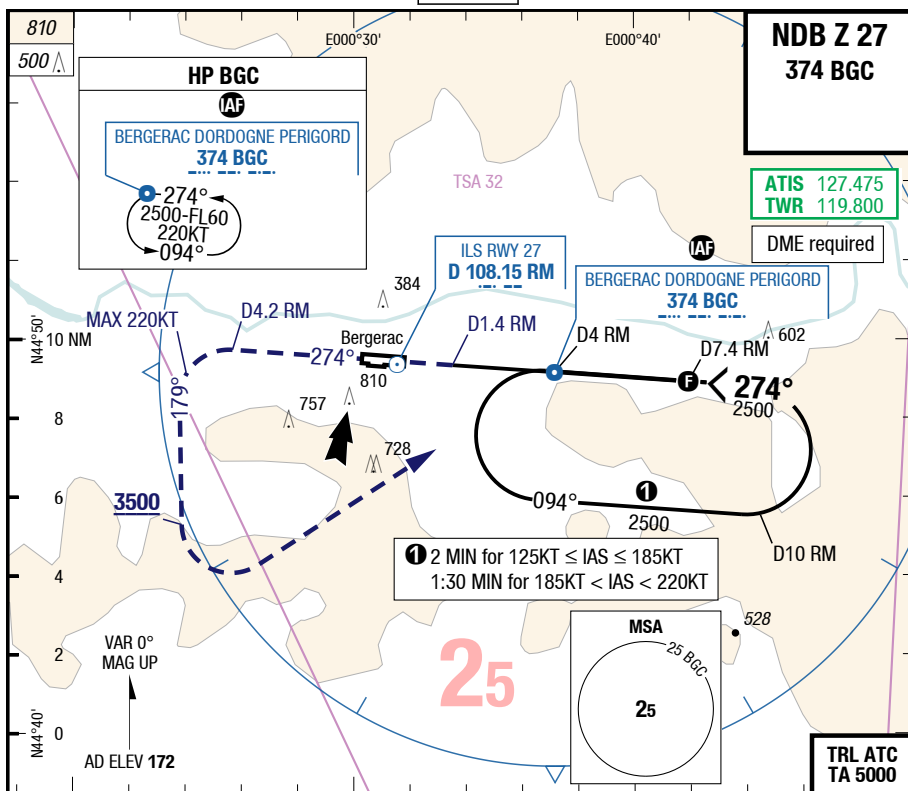 810
500
E000°30'
E000°40'
NDB Z 27
374 BGC
HP BGC
IAF
BERGERAC DORDOGNE PERIGORD
374 BGC
274°
2500-FL60
220KT
094°
TSA 32
ATIS 127.475
TWR 119.800
DME required
IAF
ILS RWY 27
D 108.15 RM
BERGERAC DORDOGNE PERIGORD
374 BGC
384
602
MAX 220KT
D4.2 RM
D1.4 RM
D4 RM
D7.4 RM
N44°50'
10 NM
Bergerac
274°
810
F
274°
2500
179°
8
757
728
6
3500
094°
1
2500
D10 RM
1 2 MIN for 125KT ≤ IAS ≤ 185KT
1:30 MIN for 185KT < IAS < 220KT
4
MSA
25 BGC
25
528
2
VAR 0°
MAG UP
25
N44°40'
0
AD ELEV 172
TRL ATC
TA 5000